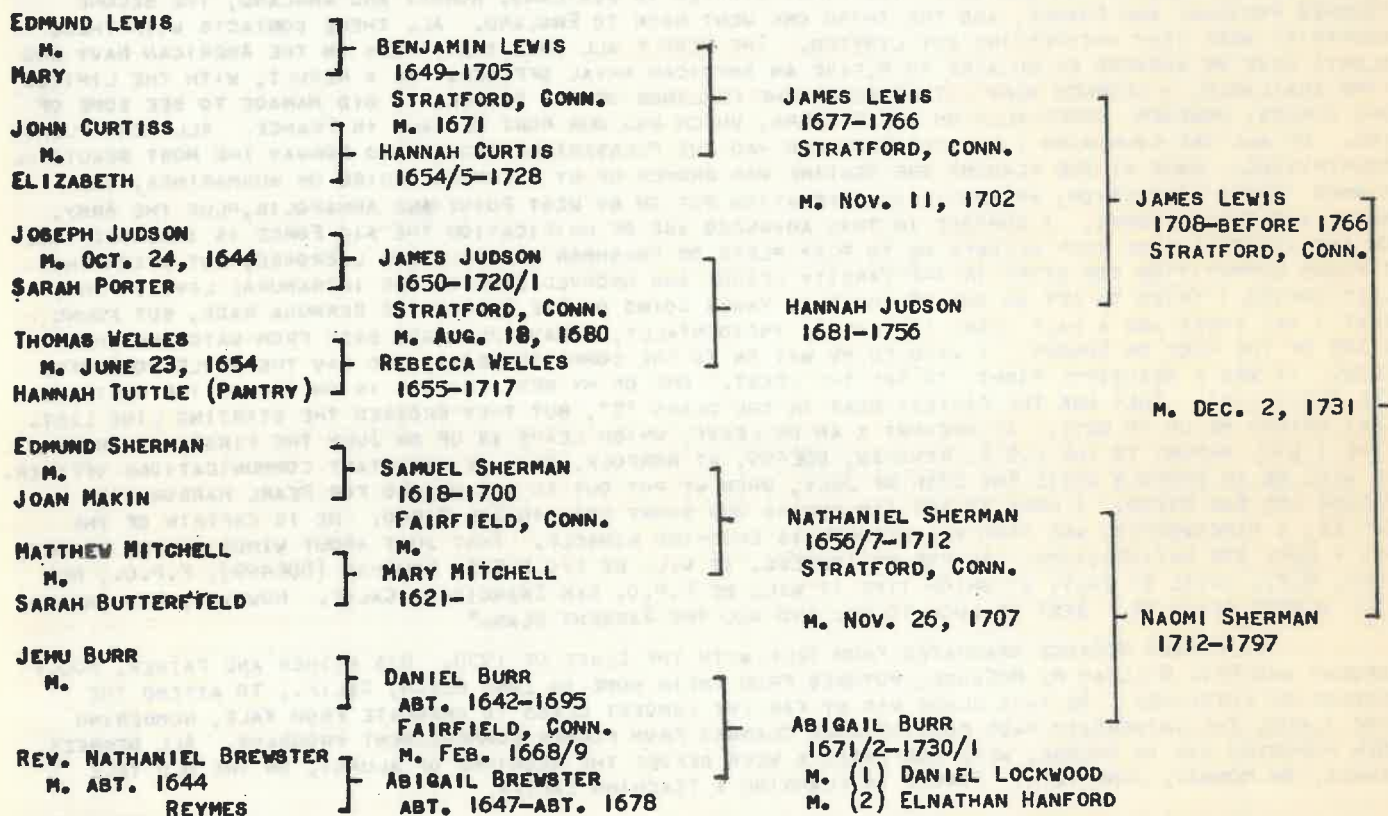 EDMUND LEWIS
M.
MARY
BENJAMIN LEWIS
1649-1705
STRATFORD, CONN.
M. 1671
HANNAH CURTIS
1654/5-1728
JOHN CURTISS
M.
ELIZABETH
JAMES LEWIS
1677-1766
STRATFORD, CONN.
M. NOV. 11, 1702
JOSEPH JUDSON
M. OCT. 24, 1644
SARAH PORTER
JAMES JUDSON
1650-1720/1
STRATFORD, CONN.
M. AUG. 18, 1680
REBECCA WELLES
1655-1717
THOMAS WELLES
M. JUNE 23, 1654
HANNAH TUTTLE (PANTRY)
HANNAH JUDSON
1681-1756
JAMES LEWIS
1708-BEFORE 1766
STRATFORD, CONN.
M. DEC. 2, 1731
EDMUND SHERMAN
M.
JOAN MAKIN
SAMUEL SHERMAN
1618-1700
FAIRFIELD, CONN.
M.
MARY MITCHELL
1621-
MATTHEW MITCHELL
M.
SARAH BUTTERFIELD
NATHANIEL SHERMAN
1656/7-1712
STRATFORD, CONN.
M. NOV. 26, 1707
NAOMI SHERMAN
1712-1797
JEHU BURR
M.
DANIEL BURR
ABT. 1642-1695
FAIRFIELD, CONN.
M. FEB. 1668/9
ABIGAIL BREWSTER
ABT. 1647-ABT. 1678
REV. NATHANIEL BREWSTER
M. ABT. 1644
REYMES
ABIGAIL BURR
1671/2-1730/1
M. (1) DANIEL LOCKWOOD
M. (2) ELNATHAN HANFORD